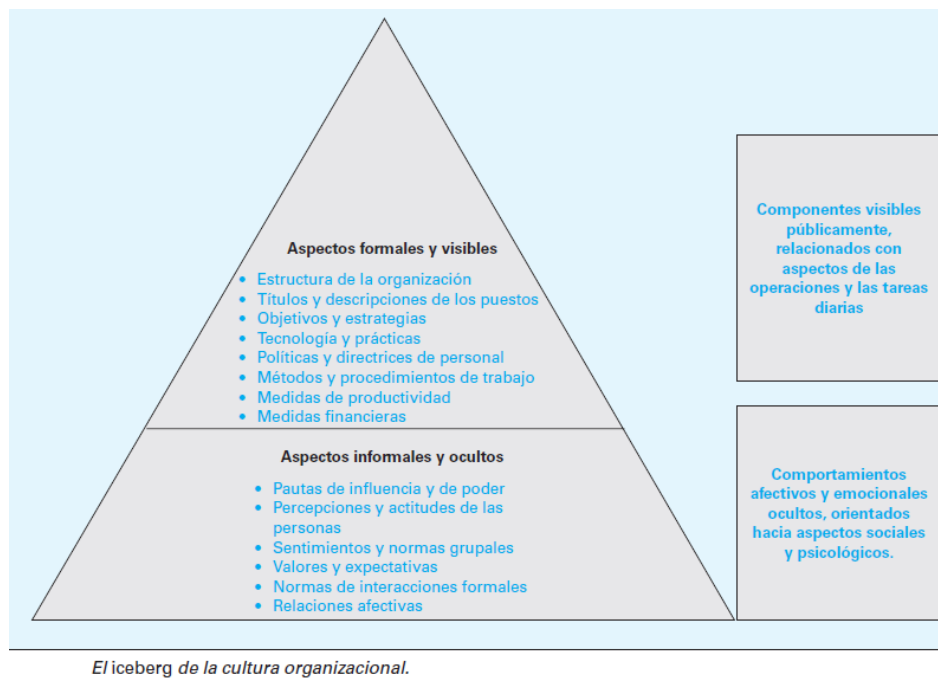 Aspectos formales y visibles
• Estructura de la organización
• Títulos y descripciones de los puestos
• Objetivos y estrategias
• Tecnología y prácticas
• Políticas y directrices de personal
• Métodos y procedimientos de trabajo
• Medidas de productividad
• Medidas financieras
Aspectos informales y ocultos
• Pautas de influencia y de poder
• Percepciones y actitudes de las
personas
• Sentimientos y normas grupales
• Valores y expectativas
• Normas de interacciones formales
• Relaciones afectivas
Componentes visibles
públicamente,
relacionados con
aspectos de las
operaciones y las tareas
diarias
Comportamientos
afectivos y emocionales
ocultos, orientados
hacia aspectos sociales
y psicológicos.
El iceberg de la cultura organizacional.